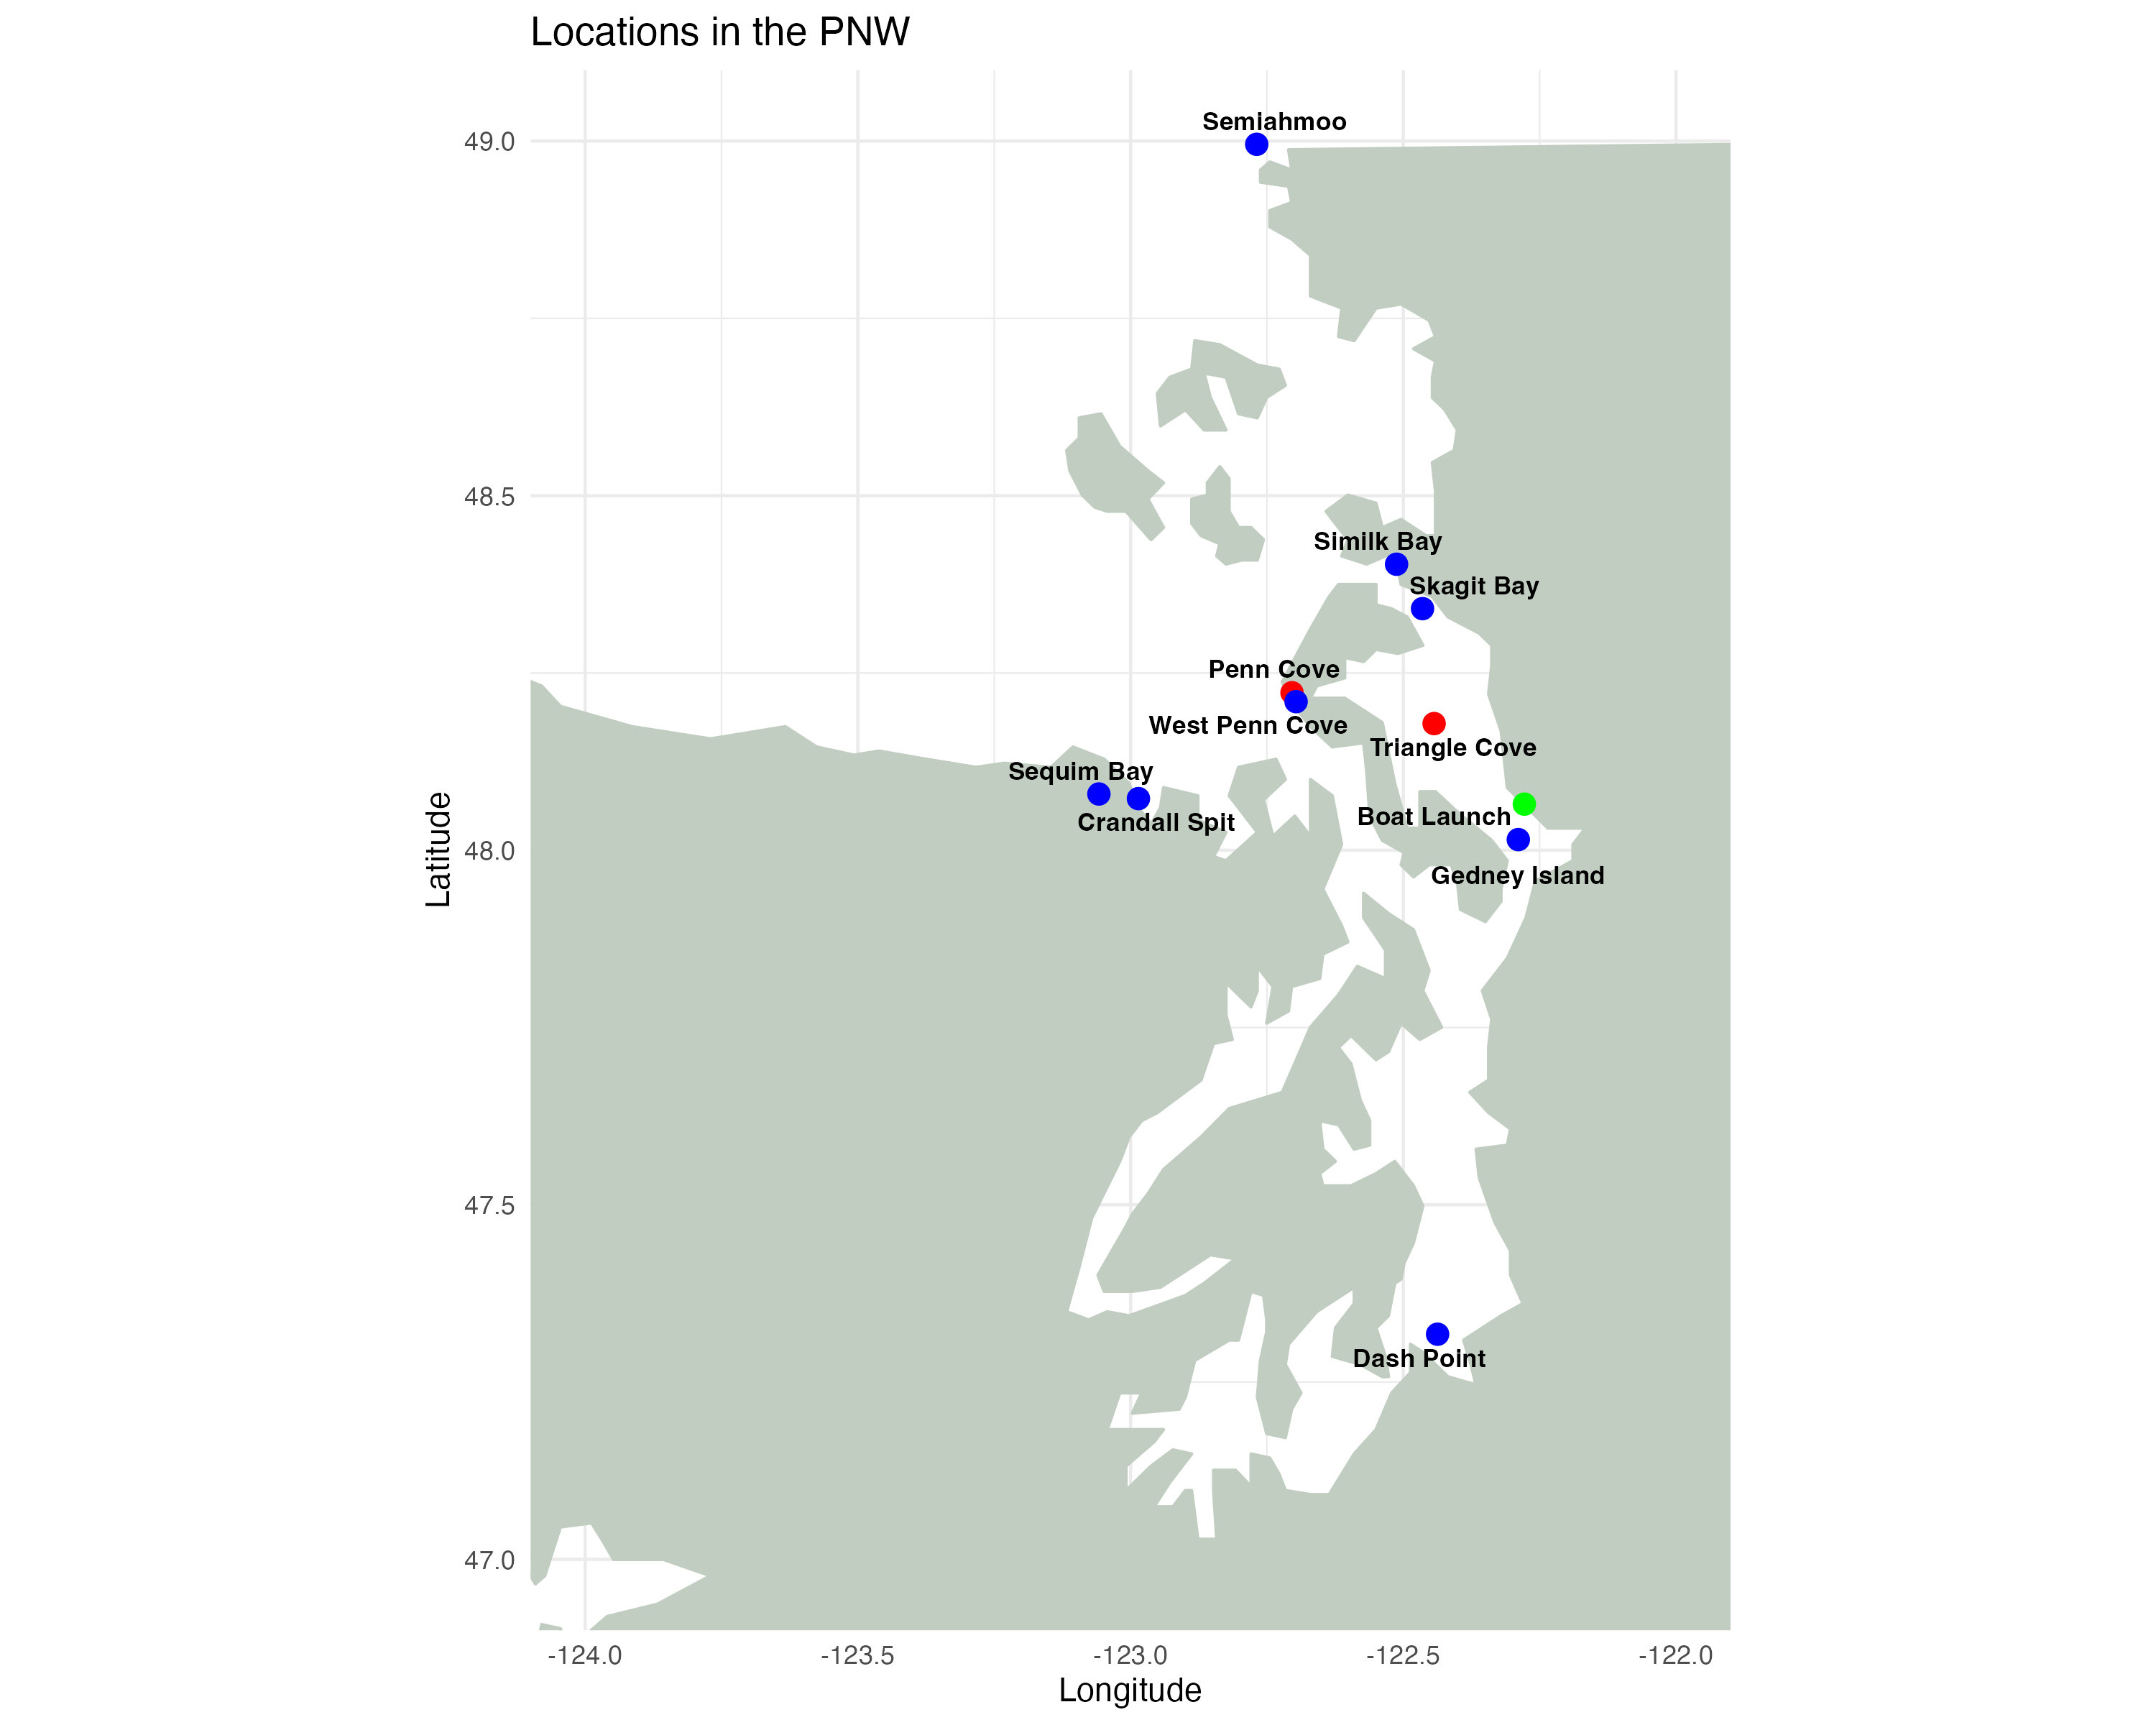 Locations in the PNW
Semiahmoo
49.0
48.5
Similk Bay
Skagit Bay
Penn Cove
West Penn Cove
Triangle Cove
Sequim Bay
Crandall Spit
Boat Launch
48.0
Gedney Island
Latitude
47.5
Dash Point
47.0
-124.0 -123.5 -123.0 -122.5 -122.0
Longitude